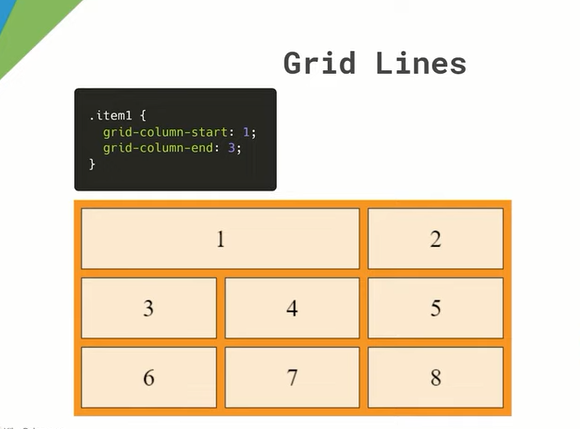 Grid Lines
.item1 {
grid-column-start: 1;
grid-column-end: 3;
}
1 2
3 4 5
6 7 8